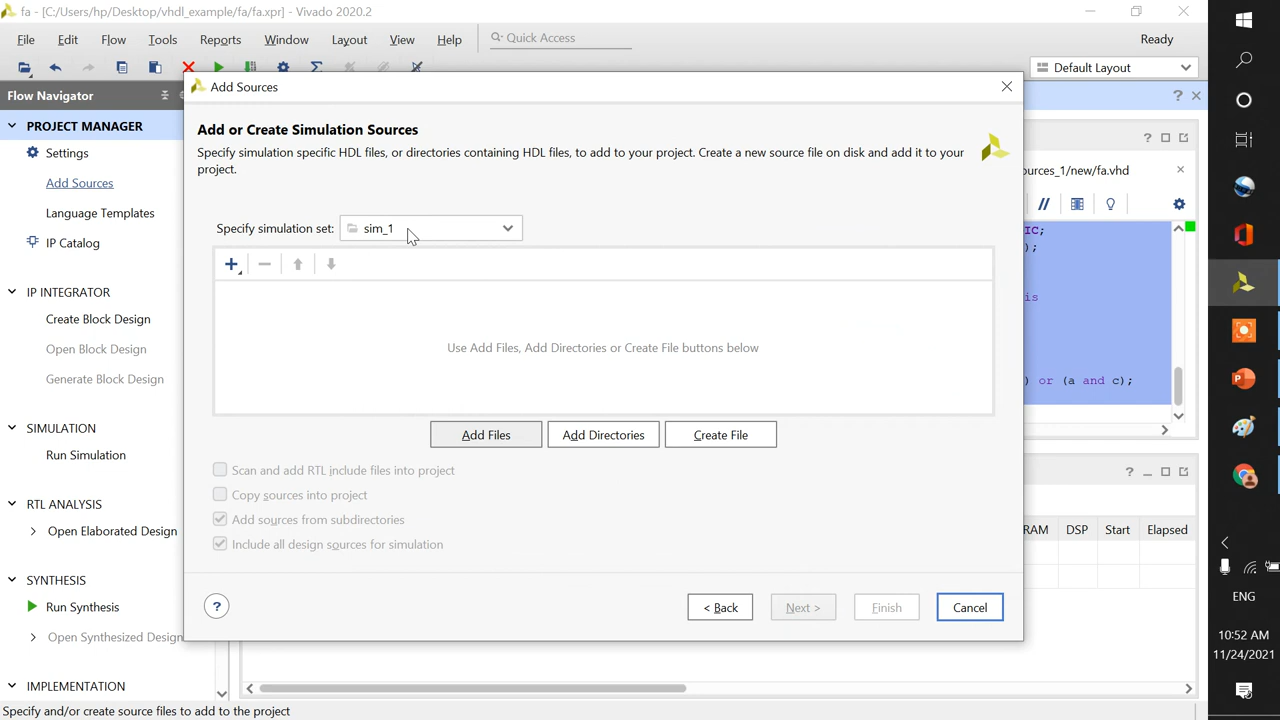 fa - [C:/Users/hp/Desktop/vhdl_example/fa/fa.xpr] - Vivado 2020.2
File Edit Flow Tools Reports Window Layout View Help Quick Access Ready
Default Layout
Flow Navigator
PROJECT MANAGER
Settings
Add Sources
Language Templates
IP Catalog
IP INTEGRATOR
Create Block Design
Open Block Design
Generate Block Design
SIMULATION
Run Simulation
RTL ANALYSIS
Open Elaborated Design
SYNTHESIS
Run Synthesis
Open Synthesized Design
IMPLEMENTATION
Add Sources
Add or Create Simulation Sources
Specify simulation specific HDL files, or directories containing HDL files, to add to your project. Create a new source file on disk and add it to your
project.
Specify simulation set: sim_1
Use Add Files, Add Directories or Create File buttons below
Add Files Add Directories Create File
Scan and add RTL include files into project
Copy sources into project
Add sources from subdirectories
Include all design sources for simulation
? < Back Next > Finish Cancel
urces_1/new/fa.vhd
//
IC;
);
is
) or (a and c);
RAM DSP Start Elapsed
Specify and/or create source files to add to the project
ENG
10:52 AM
11/24/2021